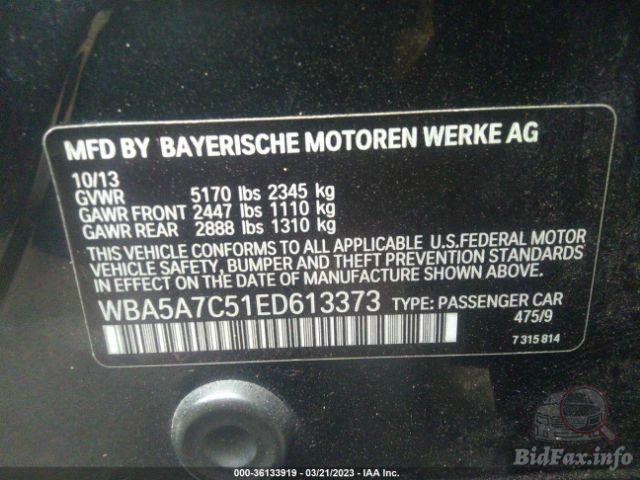 MFD BY BAYERISCHE MOTOREN WERKE AG
10/13
GVWR 5170 lbs 2345 kg
GAWR FRONT 2447 lbs 1110 kg
GAWR REAR 2888 lbs 1310 kg
THIS VEHICLE CONFORMS TO ALL APPLICABLE U.S.FEDERAL MOTOR
VEHICLE SAFETY, BUMPER AND THEFT PREVENTION STANDARDS
IN EFFECT ON THE DATE OF MANUFACTURE SHOWN ABOVE.
WBA5A7C51ED613373 TYPE: PASSENGER CAR
475/9
7 315 814
BidFax.info
000-36133919 - 03/21/2023 - IAA Inc.